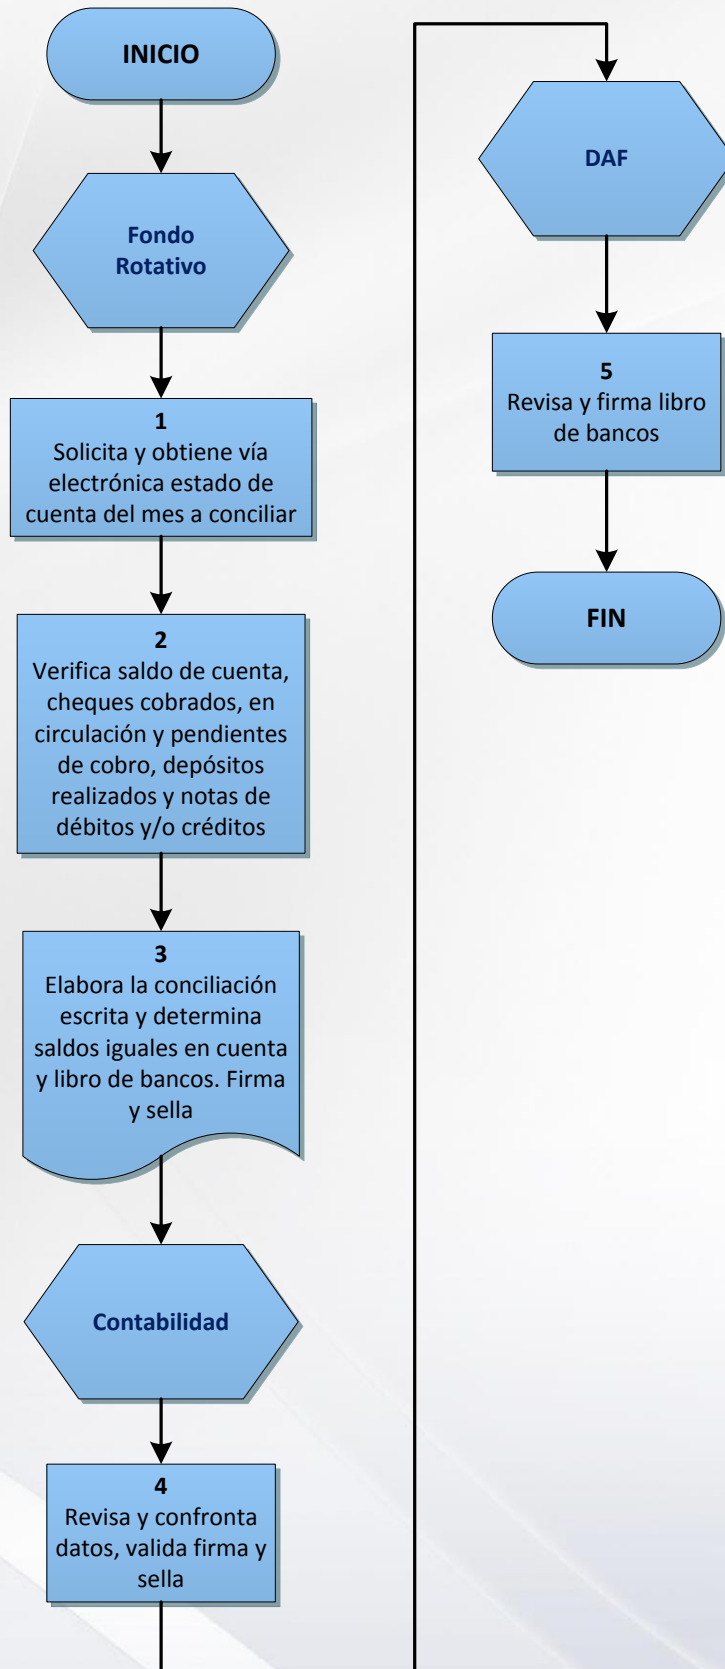 INICIO
Fondo
Rotativo
1
Solicita y obtiene vía
electrónica estado de
cuenta del mes a conciliar
2
Verifica saldo de cuenta,
cheques cobrados, en
circulación y pendientes
de cobro, depósitos
realizados y notas de
débitos y/o créditos
3
Elabora la conciliación
escrita y determina
saldos iguales en cuenta
y libro de bancos. Firma
y sella
Contabilidad
4
Revisa y confronta
datos, valida firma y
sella
DAF
5
Revisa y firma libro
de bancos
FIN